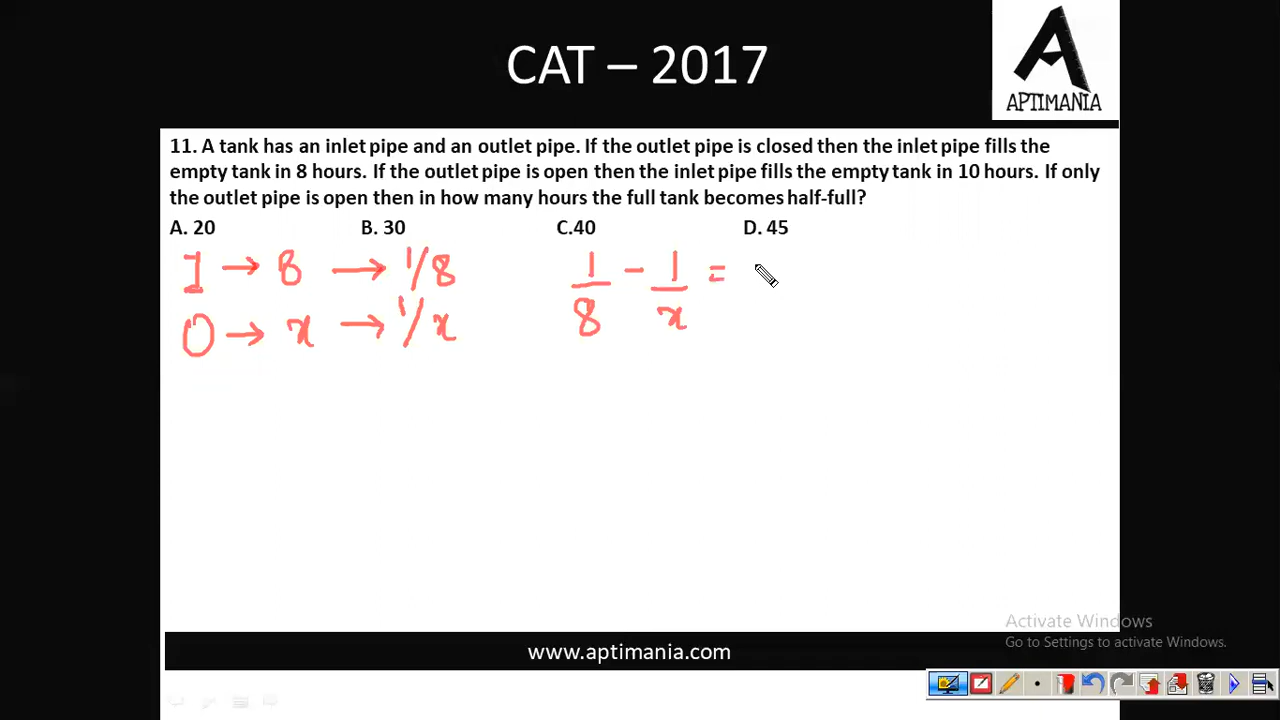 CAT – 2017
APTIMANIA
11. A tank has an inlet pipe and an outlet pipe. If the outlet pipe is closed then the inlet pipe fills the
empty tank in 8 hours. If the outlet pipe is open then the inlet pipe fills the empty tank in 10 hours. If only
the outlet pipe is open then in how many hours the full tank becomes half-full?
A. 20 B. 30 C.40 D. 45
I → 8 → 1/8 1/8 - 1/x =
O → x → 1/x
Activate Windows
Go to Settings to activate Windows.
www.aptimania.com